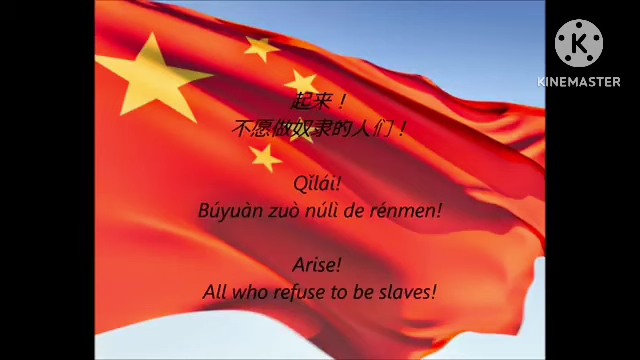 起来！
不愿做奴隶的人们！
Qǐlái!
Búyuàn zuò núlì de rénmen!
Arise!
All who refuse to be slaves!
K
KINEMASTER